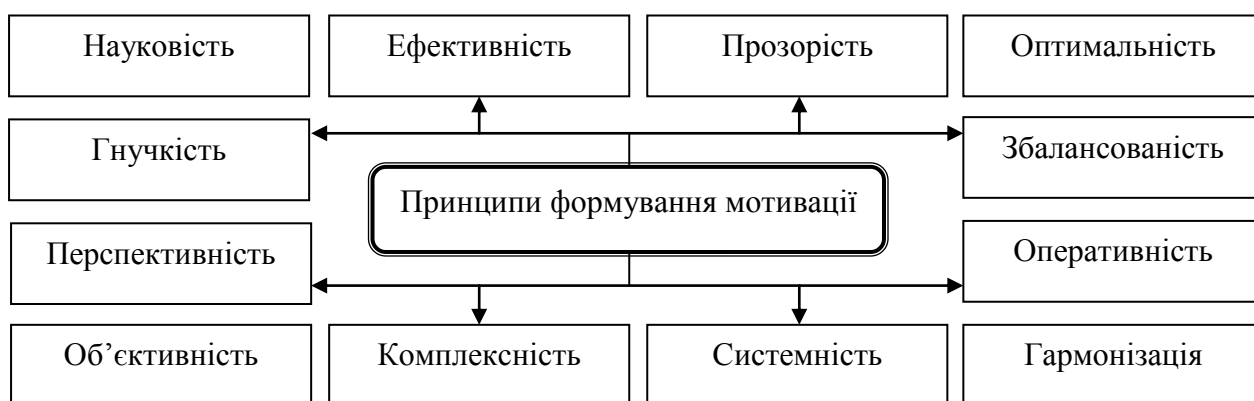 Науковість
Ефективність
Прозорість
Оптимальність
Гнучкість
Збалансованість
Принципи формування мотивації
Перспективність
Оперативність
Об’єктивність
Комплексність
Системність
Гармонізація